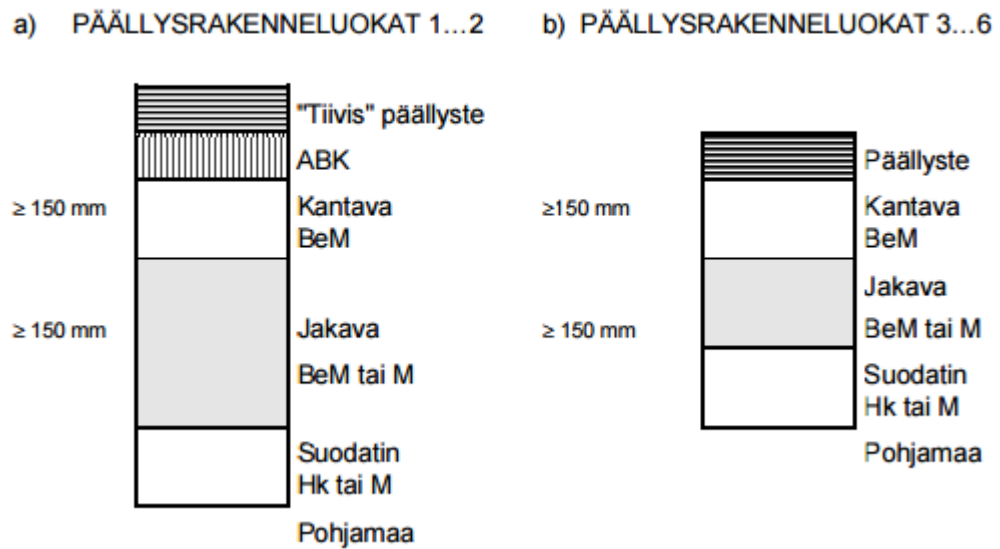 a) PÄÄLLYSRAKENNELUOKAT 1...2
"Tiivis" päällyste
ABK
≥ 150 mm
Kantava
BeM
≥ 150 mm
Jakava
BeM tai M
Suodatin
Hk tai M
Pohjamaa
b) PÄÄLLYSRAKENNELUOKAT 3...6
Päällyste
≥150 mm
Kantava
BeM
Jakava
≥ 150 mm
BeM tai M
Suodatin
Hk tai M
Pohjamaa